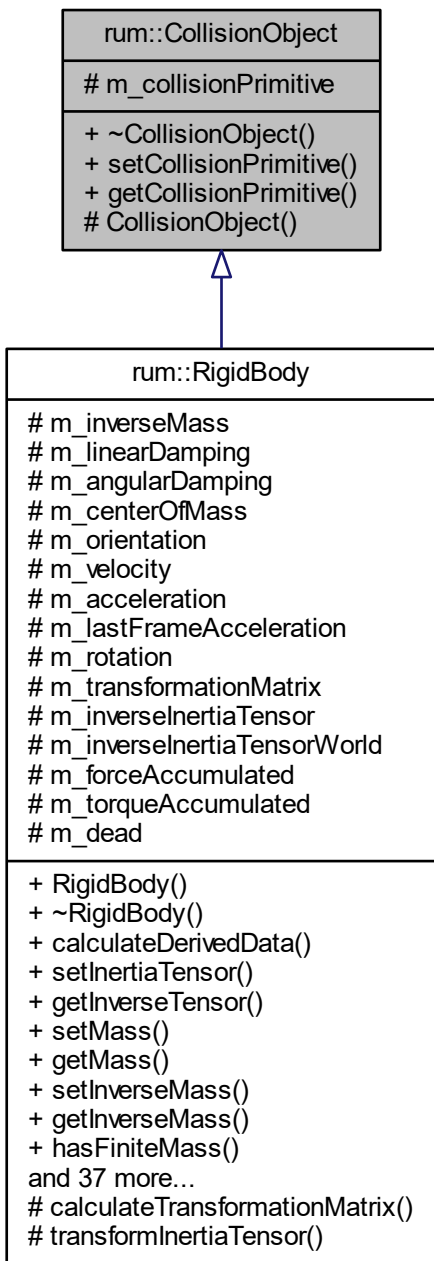 rum::CollisionObject
# m_collisionPrimitive
+ ~CollisionObject()
+ setCollisionPrimitive()
+ getCollisionPrimitive()
# CollisionObject()
rum::RigidBody
# m_inverseMass
# m_linearDamping
# m_angularDamping
# m_centerOfMass
# m_orientation
# m_velocity
# m_acceleration
# m_lastFrameAcceleration
# m_rotation
# m_transformationMatrix
# m_inverseInertiaTensor
# m_inverseInertiaTensorWorld
# m_forceAccumulated
# m_torqueAccumulated
# m_dead
+ RigidBody()
+ ~RigidBody()
+ calculateDerivedData()
+ setInertiaTensor()
+ getInverseTensor()
+ setMass()
+ getMass()
+ setInverseMass()
+ getInverseMass()
+ hasFiniteMass()
and 37 more...
# calculateTransformationMatrix()
# transformInertiaTensor()